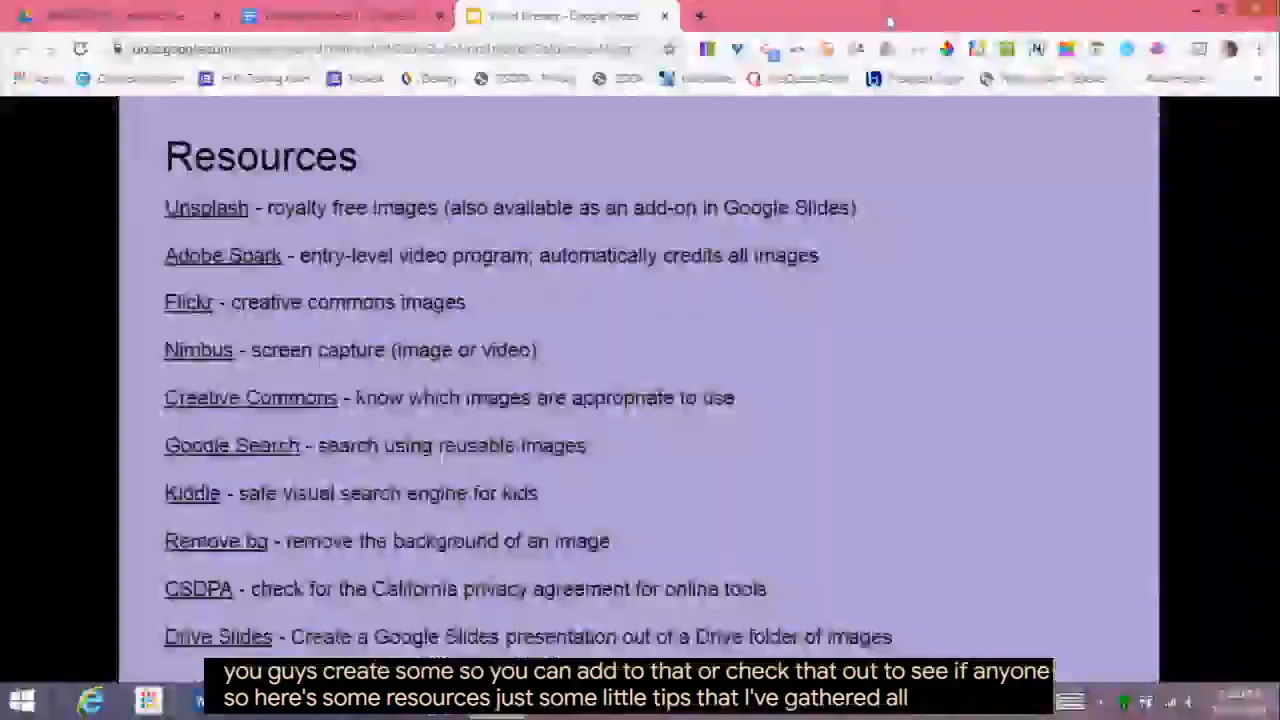 Resources
Unsplash - royalty free images (also available as an add-on in Google Slides)
Adobe Spark - entry-level video program; automatically credits all images
Flickr - creative commons images
Nimbus - screen capture (image or video)
Creative Commons - know which images are appropriate to use
Google Search - search using reusable images
Kiddle - safe visual search engine for kids
Remove bg - remove the background of an image
CSDPA - check for the California privacy agreement for online tools
Drive Slides - Create a Google Slides presentation out of a Drive folder of images
you guys create some so you can add to that or check that out to see if anyone
so here's some resources just some little tips that I've gathered all